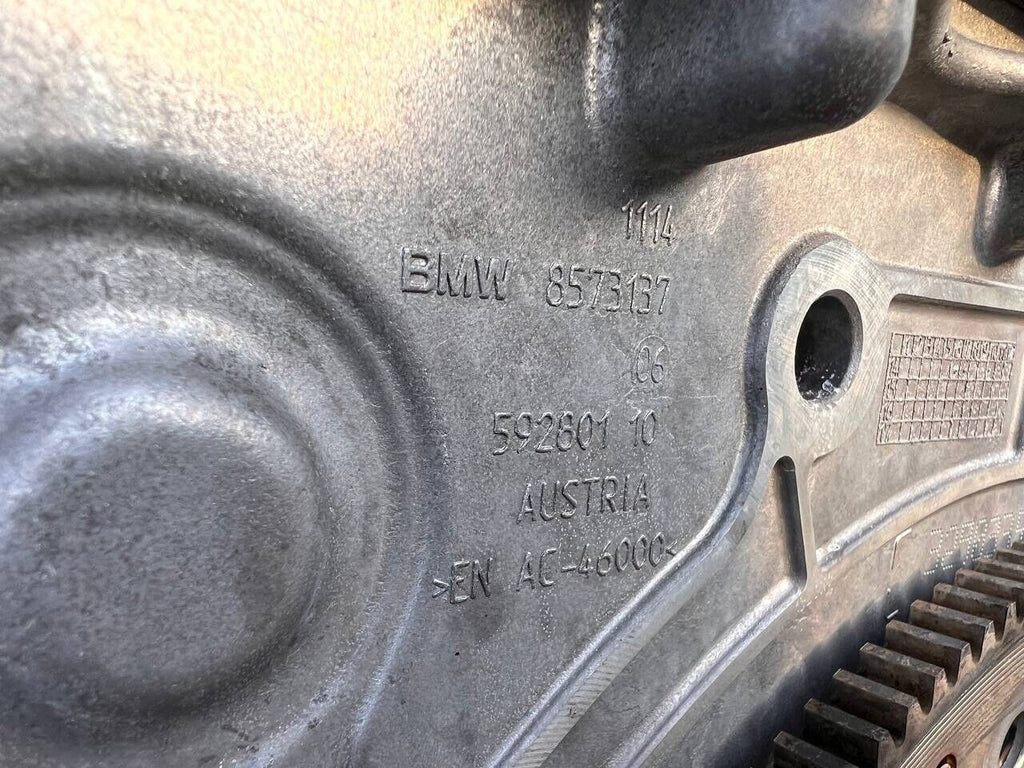 1114
BMW 8573137
06
592801 10
AUSTRIA
>EN AC-46000<